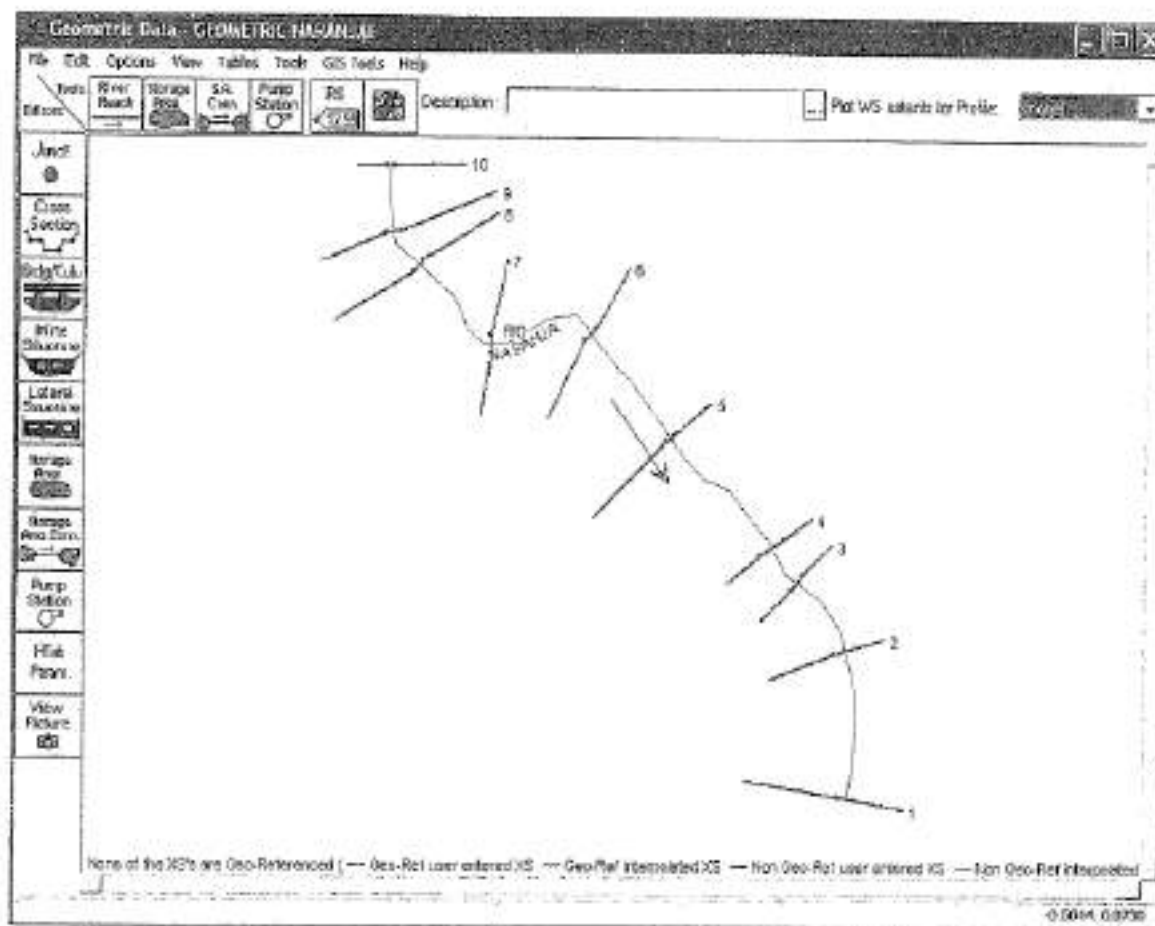 Geometric Data - GEOMETRIC NARANJUE
File Edit Options View Tables Tools GIS Tools Help
Tools
Editors
River Reach
Storage Area
S.A. Conn.
Pump Station
RS
Description :
...
Plot WS extents for Profile:
Junct.
Cross Section
Brdg/Culv
Inline Structure
Lateral Structure
Storage Area
Storage Area Conn.
Pump Station
HTab Param.
View Picture
10
9
8
7
6
RIO
5
4
3
2
1
None of the XS's are Geo-Referenced ( — Geo-Ref user entered XS — Geo-Ref interpolated XS — Non Geo-Ref user entered XS — Non Geo-Ref interpolated